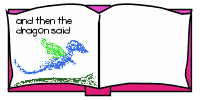 and then the
dragon said